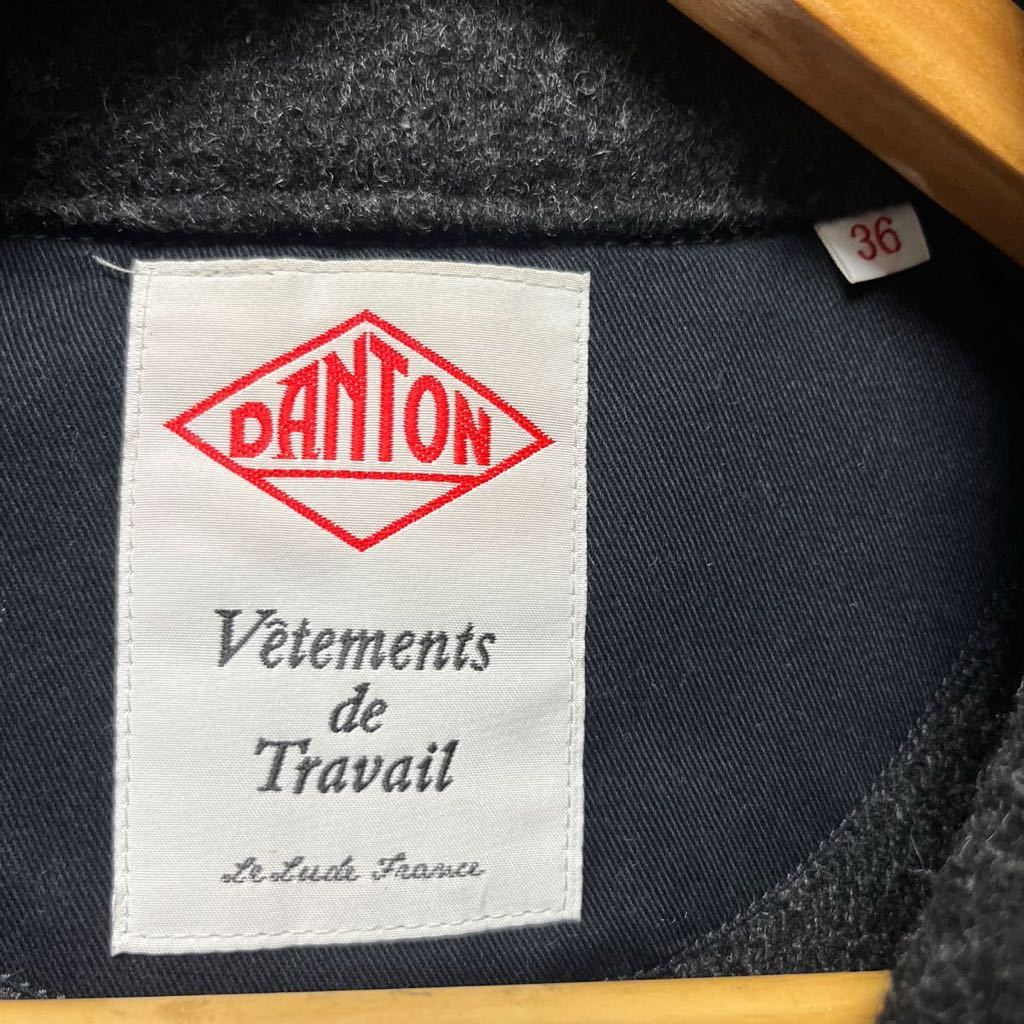 36
DANTON
Vêtements
de
Travail
Le Lude France